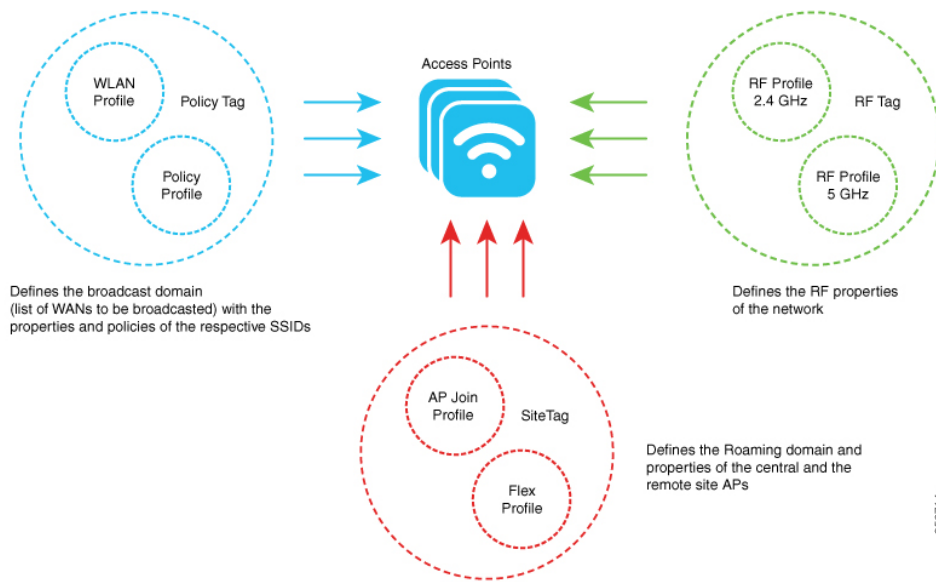 WLAN
Profile
Policy Tag
Policy
Profile
Defines the broadcast domain
(list of WANs to be broadcasted) with the
properties and policies of the respective SSIDs
Access Points
RF Profile
2.4 GHz
RF Tag
RF Profile
5 GHz
Defines the RF properties
of the network
AP Join
Profile
SiteTag
Flex
Profile
Defines the Roaming domain and
properties of the central and the
remote site APs